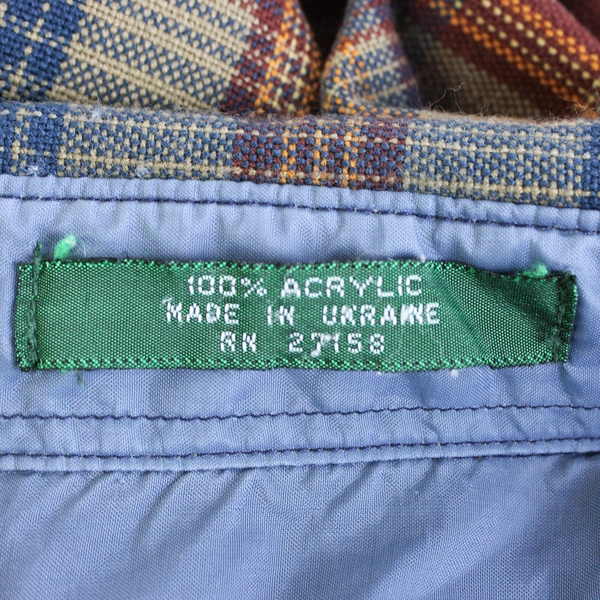 100% ACRYLIC
MADE IN UKRAINE
RN 27158